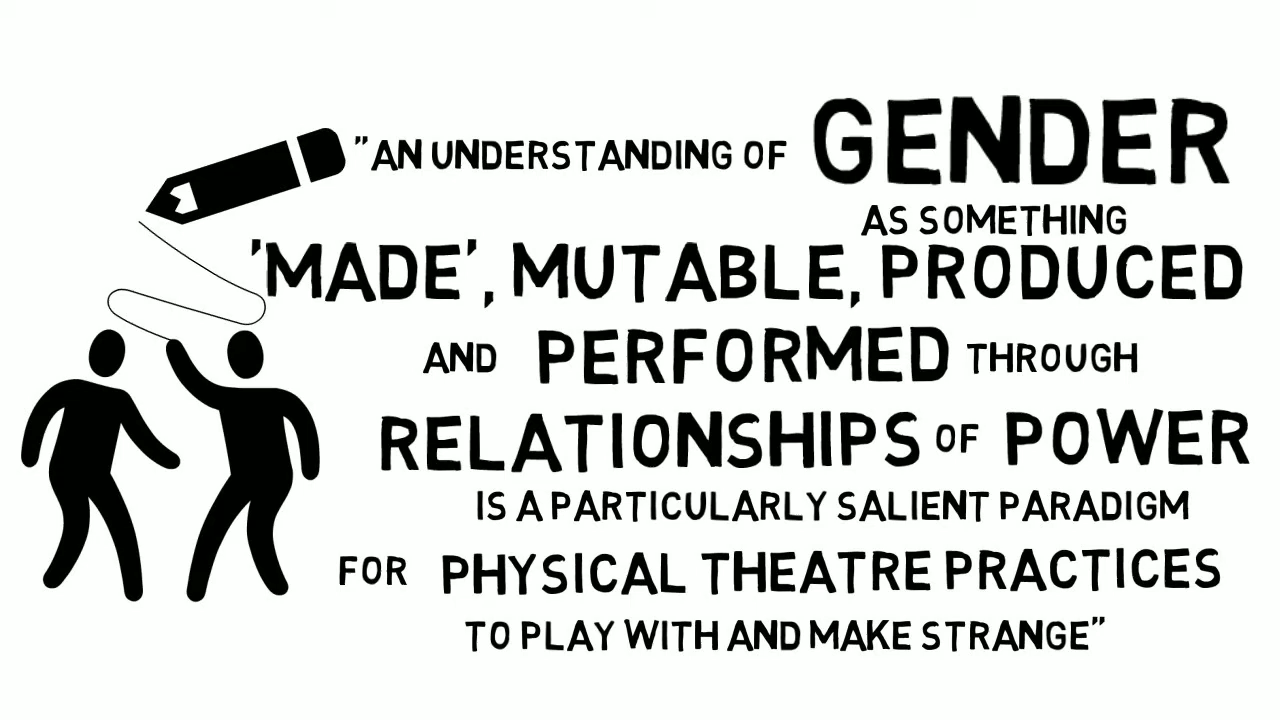 "AN UNDERSTANDING OF GENDER
AS SOMETHING
'MADE', MUTABLE, PRODUCED
AND PERFORMED THROUGH
RELATIONSHIPS OF POWER
IS A PARTICULARLY SALIENT PARADIGM
FOR PHYSICAL THEATRE PRACTICES
TO PLAY WITH AND MAKE STRANGE"